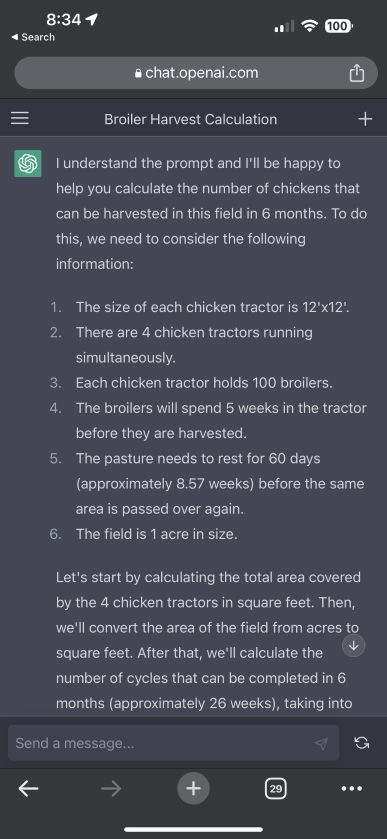 8:34
100
◀ Search
chat.openai.com
Broiler Harvest Calculation
I understand the prompt and I'll be happy to
help you calculate the number of chickens that
can be harvested in this field in 6 months. To do
this, we need to consider the following
information:
1. The size of each chicken tractor is 12'x12'.
2. There are 4 chicken tractors running
simultaneously.
3. Each chicken tractor holds 100 broilers.
4. The broilers will spend 5 weeks in the tractor
before they are harvested.
5. The pasture needs to rest for 60 days
(approximately 8.57 weeks) before the same
area is passed over again.
6. The field is 1 acre in size.
Let's start by calculating the total area covered
by the 4 chicken tractors in square feet. Then,
we'll convert the area of the field from acres to
square feet. After that, we'll calculate the
number of cycles that can be completed in 6
months (approximately 26 weeks), taking into
Send a message...
29